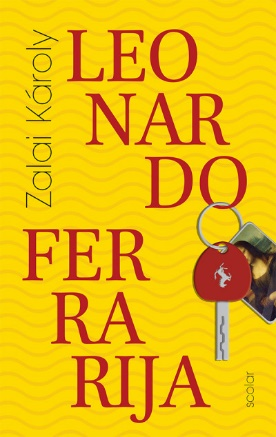 Zalai Károly
LEO
NAR
DO
FER
RA
RIJA
scolar